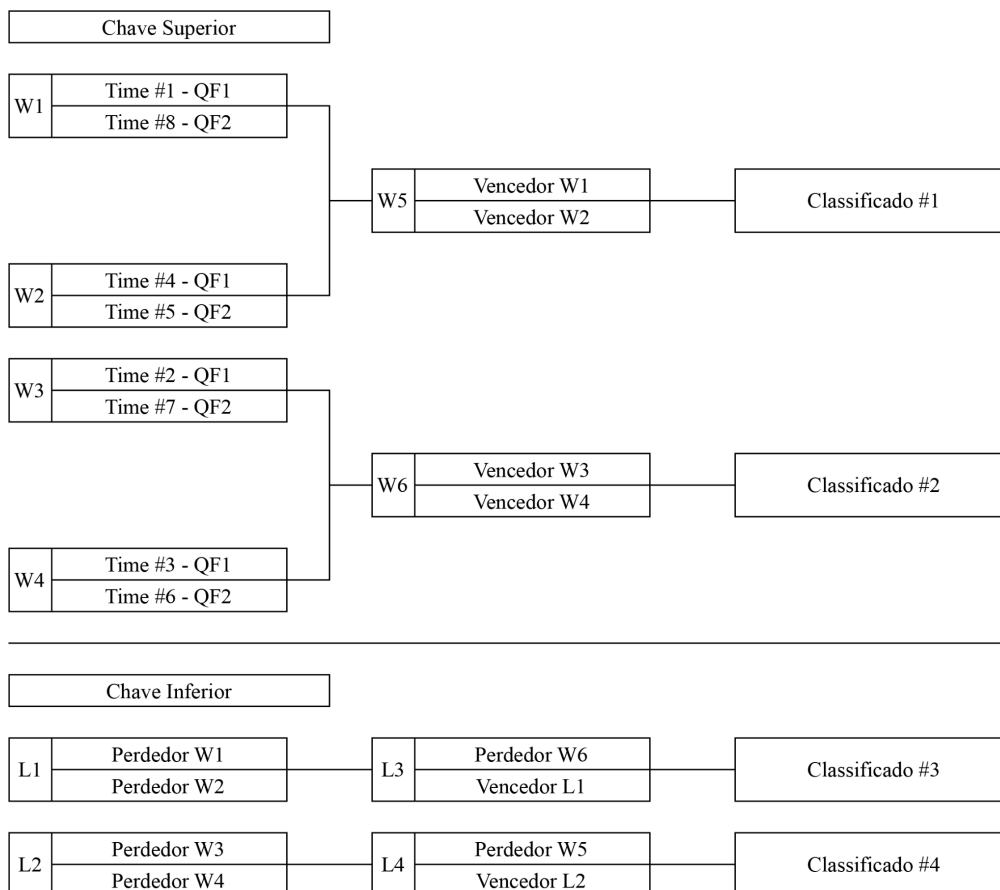 Chave Superior
W1
Time #1 - QF1
Time #8 - QF2
W5
Vencedor W1
Vencedor W2
Classificado #1
W2
Time #4 - QF1
Time #5 - QF2
W3
Time #2 - QF1
Time #7 - QF2
W6
Vencedor W3
Vencedor W4
Classificado #2
W4
Time #3 - QF1
Time #6 - QF2
Chave Inferior
L1
Perdedor W1
Perdedor W2
L3
Perdedor W6
Vencedor L1
Classificado #3
L2
Perdedor W3
Perdedor W4
L4
Perdedor W5
Vencedor L2
Classificado #4